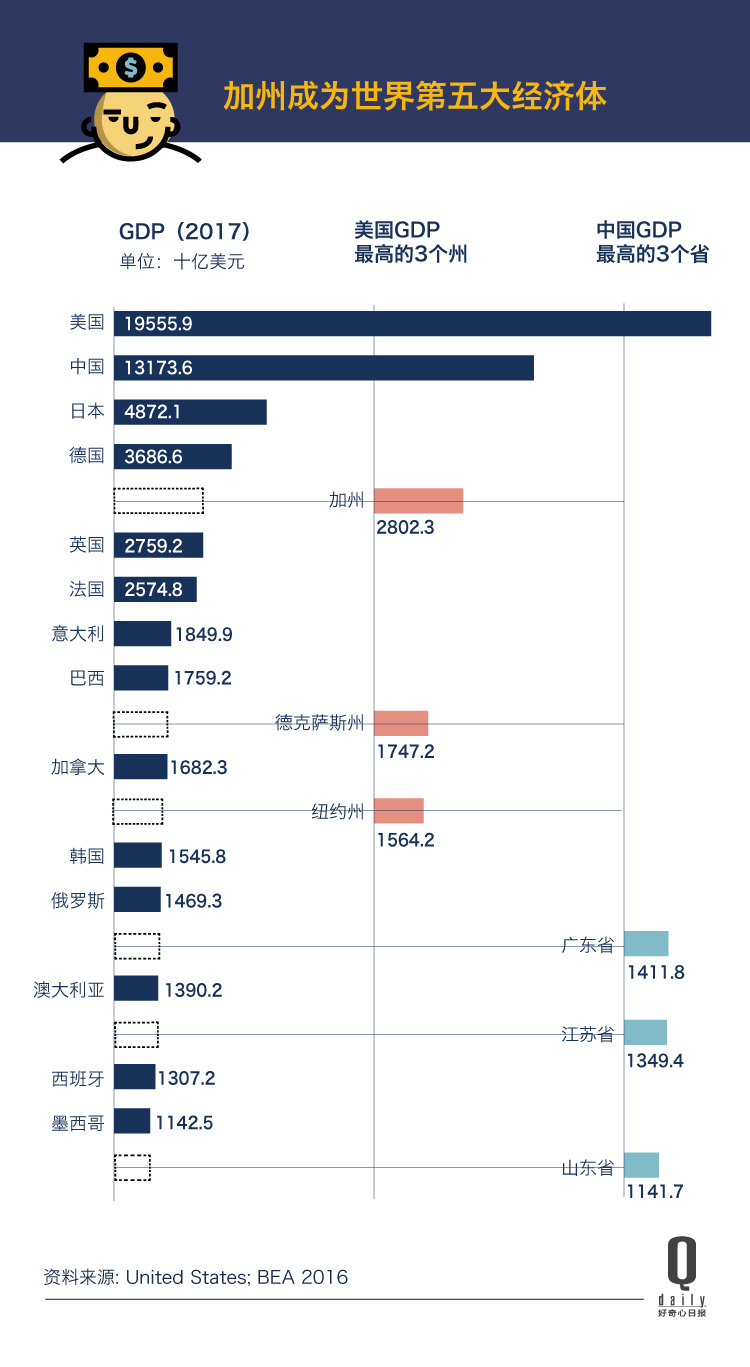 $
加州成为世界第五大经济体
GDP（2017）
单位：十亿美元
美国GDP
最高的3个州
中国GDP
最高的3个省
美国 19555.9
中国 13173.6
日本 4872.1
德国 3686.6
加州
2802.3
英国 2759.2
法国 2574.8
意大利 1849.9
巴西 1759.2
德克萨斯州
1747.2
加拿大 1682.3
纽约州
1564.2
韩国 1545.8
俄罗斯 1469.3
广东省
1411.8
澳大利亚 1390.2
江苏省
1349.4
西班牙 1307.2
墨西哥 1142.5
山东省
1141.7
资料来源: United States; BEA 2016
Q
daily
好奇心日报